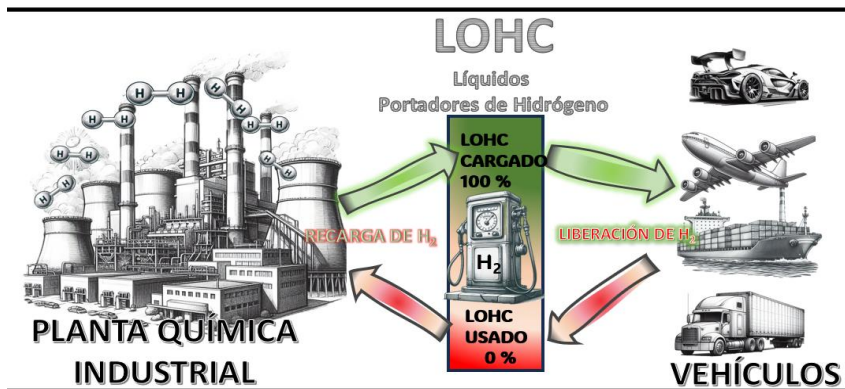 LOHC
Líquidos
Portadores de Hidrógeno
H H
H H
H H
H H
H H
H H
H H
LOHC
CARGADO
100 %
RECARGA DE H₂
H₂
LIBERACIÓN DE H₂
LOHC
USADO
0 %
PLANTA QUÍMICA
INDUSTRIAL
VEHÍCULOS